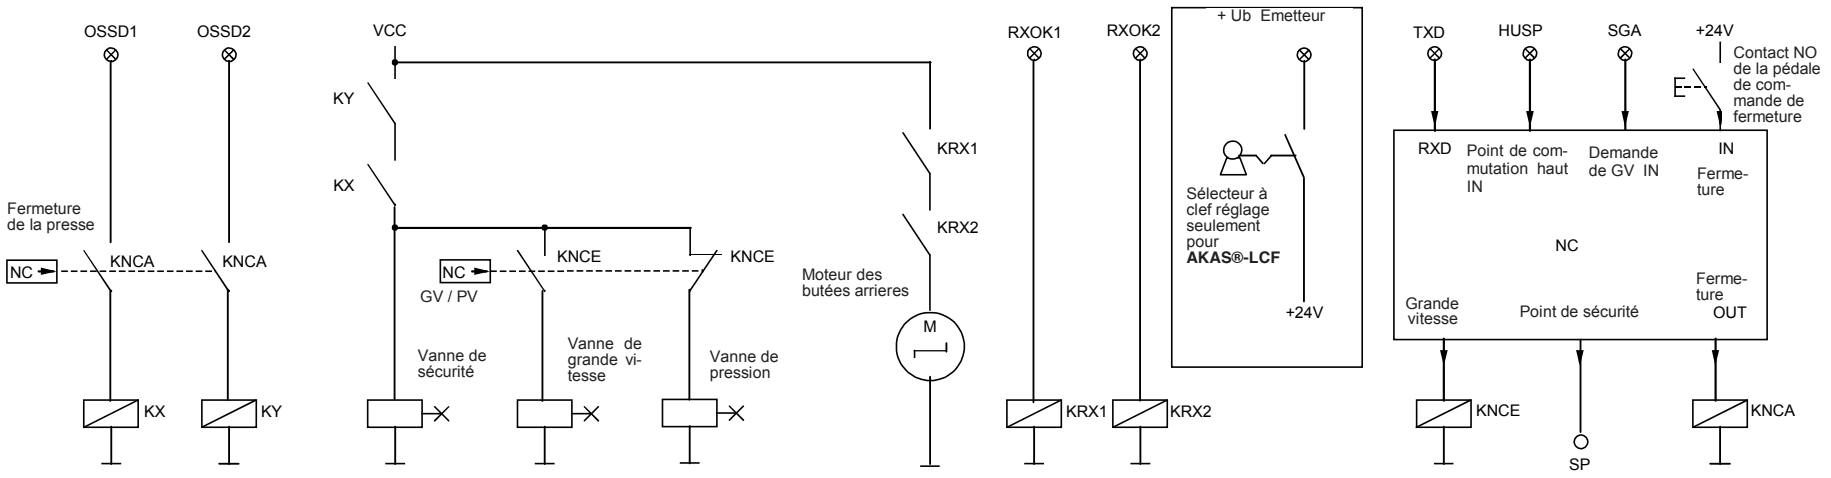 OSSD1
OSSD2
VCC
RXOK1
RXOK2
+ Ub Emetteur
TXD
HUSP
SGA
+24V
Contact NO
de la pédale
de com-
mande de
fermeture
KY
KX
KRX1
KRX2
Fermeture
de la presse
NC
KNCA
KNCA
NC
GV / PV
KNCE
KNCE
Moteur des
butées arrieres
M
Sélecteur à
clef réglage
seulement
pour
AKAS®-LCF
+24V
RXD
Point de com-
mutation haut
IN
Demande
de GV IN
IN
Ferme-
ture
NC
Grande
vitesse
Point de sécurité
Ferme-
ture
OUT
Vanne de
sécurité
Vanne de
grande vi-
tesse
Vanne de
pression
KX
KY
KRX1
KRX2
KNCE
SP
KNCA